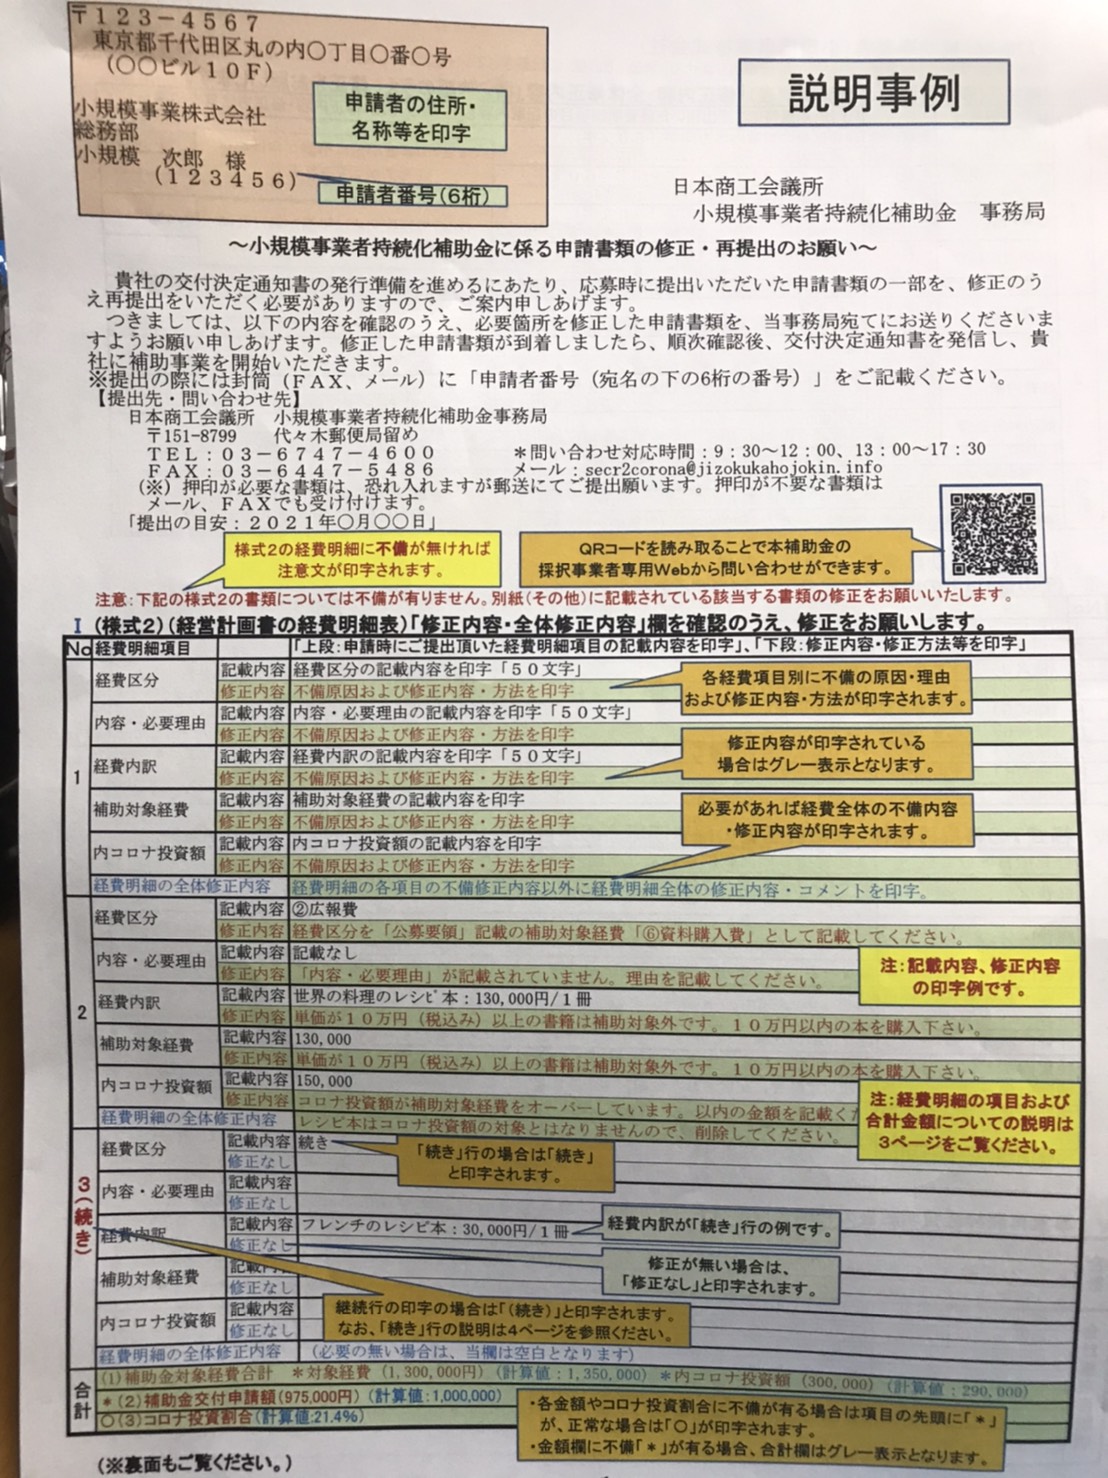 〒123－4567
東京都千代田区丸の内〇丁目〇番〇号
（〇〇ビル10F）
小規模事業株式会社
総務部
小規模　次郎　様
（123456）
申請者の住所・
名称等を印字
申請者番号（6桁）
説明事例
日本商工会議所
小規模事業者持続化補助金　事務局
～小規模事業者持続化補助金に係る申請書類の修正・再提出のお願い～
貴社の交付決定通知書の発行準備を進めるにあたり、応募時に提出いただいた申請書類の一部を、修正のう
え再提出をいただく必要がありますので、ご案内申しあげます。
つきましては、以下の内容を確認のうえ、必要箇所を修正した申請書類を、当事務局宛てにお送りくださいま
すようお願い申しあげます。修正した申請書類が到着しましたら、順次確認後、交付決定通知書を発信し、貴
社に補助事業を開始いただきます。
※提出の際には封筒（FAX、メール）に「申請者番号（宛名の下の6桁の番号）」をご記載ください。
【提出先・問い合わせ先】
日本商工会議所　小規模事業者持続化補助金事務局
〒151-8799　代々木郵便局留め
TEL：03－6747－4600　＊問い合わせ対応時間：9：30～12：00、13：00～17：30
FAX：03－6447－5486　メール：secr2corona@jizokukahojokin.info
（※）押印が必要な書類は、恐れ入れますが郵送にてご提出願います。押印が不要な書類は
メール、FAXでも受け付けます。
「提出の目安：2021年〇月〇〇日」
様式2の経費明細に不備が無ければ
注意文が印字されます。
QRコードを読み取ることで本補助金の
採択事業者専用Webから問い合わせができます。
注意：下記の様式2の書類については不備が有りません。別紙（その他）に記載されている該当する書類の修正をお願いいたします。
Ⅰ （様式2）（経営計画書の経費明細表）「修正内容・全体修正内容」欄を確認のうえ、修正をお願いします。
No 経費明細項目 「上段：申請時にご提出頂いた経費明細項目の記載内容を印字」、「下段：修正内容・修正方法等を印字」
1
経費区分 記載内容 経費区分の記載内容を印字「50文字」
修正内容 不備原因および修正内容・方法を印字
各経費項目別に不備の原因・理由
および修正内容・方法が印字されます。
内容・必要理由 記載内容 内容・必要理由の記載内容を印字「50文字」
修正内容 不備原因および修正内容・方法を印字
修正内容が印字されている
場合はグレー表示となります。
経費内訳 記載内容 経費内訳の記載内容を印字「50文字」
修正内容 不備原因および修正内容・方法を印字
補助対象経費 記載内容 補助対象経費の記載内容を印字
修正内容 不備原因および修正内容・方法を印字
必要があれば経費全体の不備内容
・修正内容が印字されます。
内コロナ投資額 記載内容 内コロナ投資額の記載内容を印字
修正内容 不備原因および修正内容・方法を印字
経費明細の全体修正内容 経費明細の各項目の不備修正内容以外に経費明細全体の修正内容・コメントを印字。
2
経費区分 記載内容 ②広報費
修正内容 経費区分を「公募要領」記載の補助対象経費「⑥資料購入費」として記載してください。
内容・必要理由 記載内容 記載なし
修正内容 「内容・必要理由」が記載されていません。理由を記載してください。
注：記載内容、修正内容
の印字例です。
経費内訳 記載内容 世界の料理のレシピ本：130,000円/1冊
修正内容 単価が10万円（税込み）以上の書籍は補助対象外です。10万円以内の本を購入下さい。
補助対象経費 記載内容 130,000
修正内容 単価が10万円（税込み）以上の書籍は補助対象外です。10万円以内の本を購入下さい。
内コロナ投資額 記載内容 150,000
修正内容 コロナ投資額が補助対象経費をオーバーしています。以内の金額を記載く
経費明細の全体修正内容 レシピ本はコロナ投資額の対象とはなりませんので、削除してください。
注：経費明細の項目および
合計金額についての説明は
3ページをご覧ください。
3（続き）
経費区分 記載内容 続き
修正なし
「続き」行の場合は「続き」
と印字されます。
内容・必要理由 記載内容
修正なし
経費内訳 記載内容 フレンチのレシピ本：30,000円/1冊
修正なし
経費内訳が「続き」行の例です。
修正が無い場合は、
「修正なし」と印字されます。
補助対象経費 記載内容
修正なし
継続行の印字の場合は「（続き）」と印字されます。
なお、「続き」行の説明は4ページを参照ください。
内コロナ投資額 記載内容
修正なし
経費明細の全体修正内容 （必要の無い場合は、当欄は空白となります）
合計
（1）補助金対象経費合計　＊対象経費（1,300,000円）（計算値：1,350,000）＊内コロナ投資額（300,000）（計算値：290,000）
＊（2）補助金交付申請額（975,000円）（計算値：1,000,000）
〇（3）コロナ投資割合（計算値：21.4%）
・各金額やコロナ投資割合に不備が有る場合は項目の先頭に「＊」
が、正常な場合は「〇」が印字されます。
・金額欄に不備「＊」が有る場合、合計欄はグレー表示となります。
（※裏面もご覧ください。）